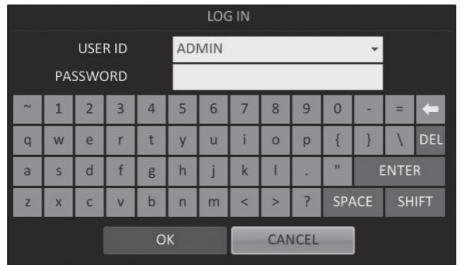 LOG IN
USER ID ADMIN
PASSWORD
~ 1 2 3 4 5 6 7 8 9 0 - =
q w e r t y u i o p { } \ DEL
a s d f g h j k l . " ENTER
z x c v b n m < > ? SPACE SHIFT
OK CANCEL